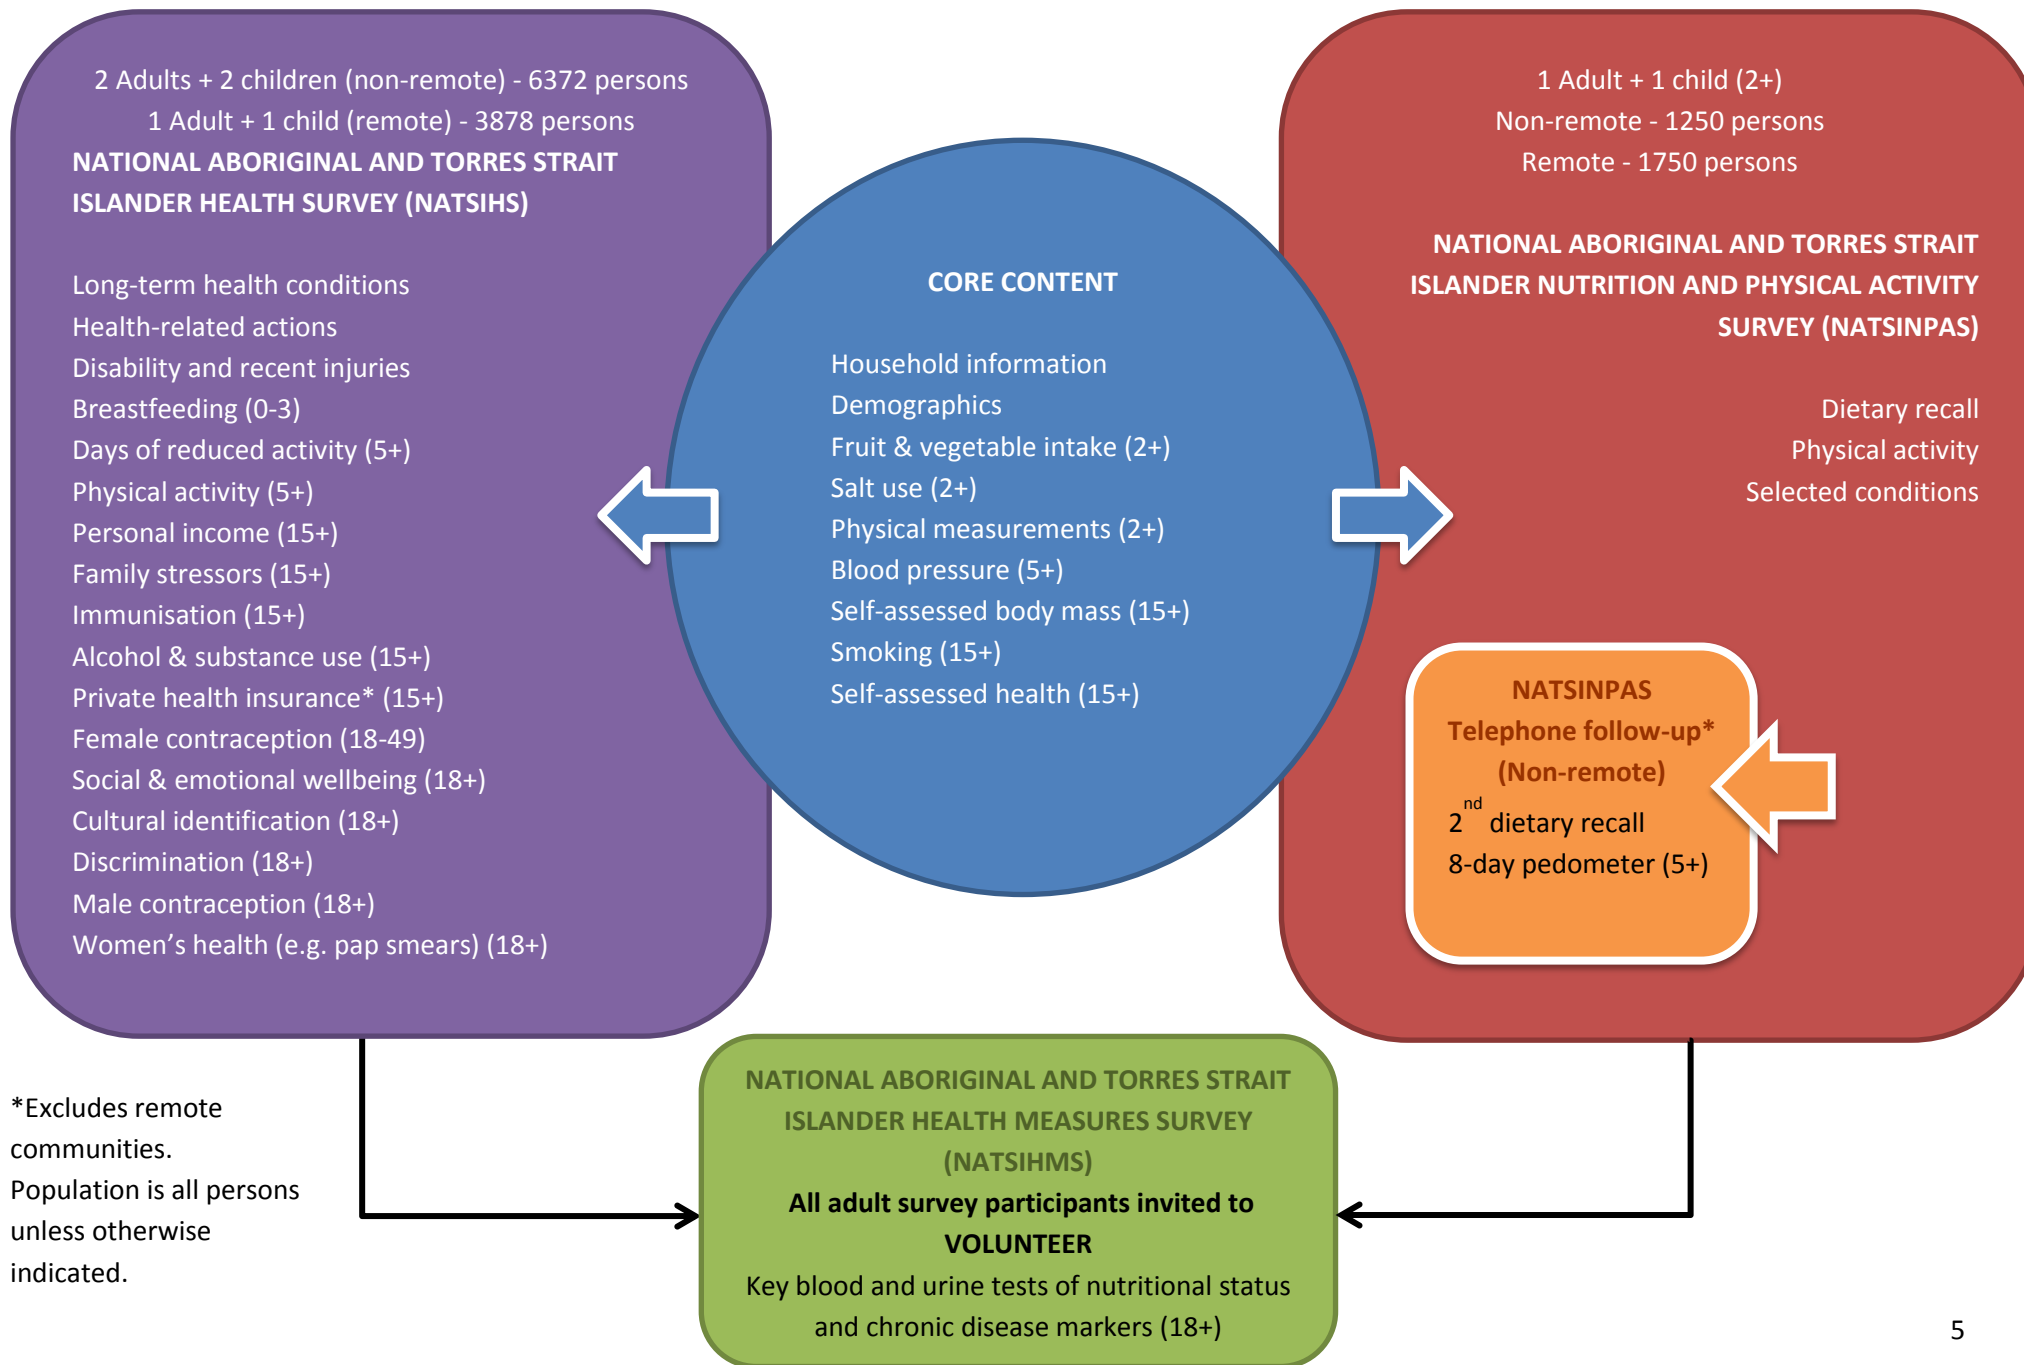 2 Adults + 2 children (non-remote) - 6372 persons
1 Adult + 1 child (remote) - 3878 persons
NATIONAL ABORIGINAL AND TORRES STRAIT
ISLANDER HEALTH SURVEY (NATSIHS)
Long-term health conditions
Health-related actions
Disability and recent injuries
Breastfeeding (0-3)
Days of reduced activity (5+)
Physical activity (5+)
Personal income (15+)
Family stressors (15+)
Immunisation (15+)
Alcohol & substance use (15+)
Private health insurance* (15+)
Female contraception (18-49)
Social & emotional wellbeing (18+)
Cultural identification (18+)
Discrimination (18+)
Male contraception (18+)
Women’s health (e.g. pap smears) (18+)
CORE CONTENT
Household information
Demographics
Fruit & vegetable intake (2+)
Salt use (2+)
Physical measurements (2+)
Blood pressure (5+)
Self-assessed body mass (15+)
Smoking (15+)
Self-assessed health (15+)
1 Adult + 1 child (2+)
Non-remote - 1250 persons
Remote - 1750 persons
NATIONAL ABORIGINAL AND TORRES STRAIT
ISLANDER NUTRITION AND PHYSICAL ACTIVITY
SURVEY (NATSINPAS)
Dietary recall
Physical activity
Selected conditions
NATSINPAS
Telephone follow-up*
(Non-remote)
2nd dietary recall
8-day pedometer (5+)
NATIONAL ABORIGINAL AND TORRES STRAIT
ISLANDER HEALTH MEASURES SURVEY
(NATSIHMS)
All adult survey participants invited to
VOLUNTEER
Key blood and urine tests of nutritional status
and chronic disease markers (18+)
*Excludes remote
communities.
Population is all persons
unless otherwise
indicated.
5